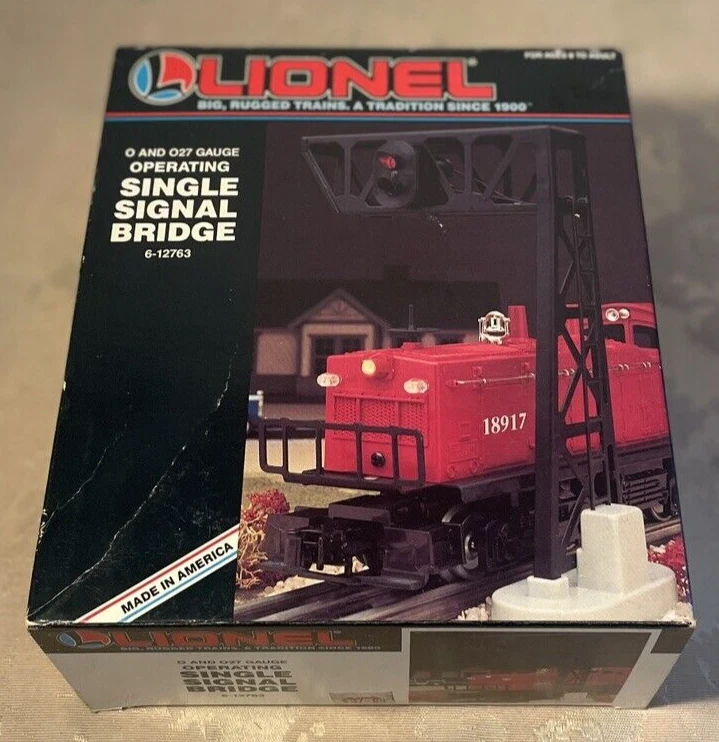 FOR AGES 8 TO ADULT
LIONEL
BIG, RUGGED TRAINS. A TRADITION SINCE 1900™
O AND O27 GAUGE
OPERATING
SINGLE
SIGNAL
BRIDGE
6-12763
18917
MADE IN AMERICA
LIONEL
BIG, RUGGED TRAINS. A TRADITION SINCE 1900
O AND O27 GAUGE
OPERATING
SINGLE
SIGNAL
BRIDGE
6-12763